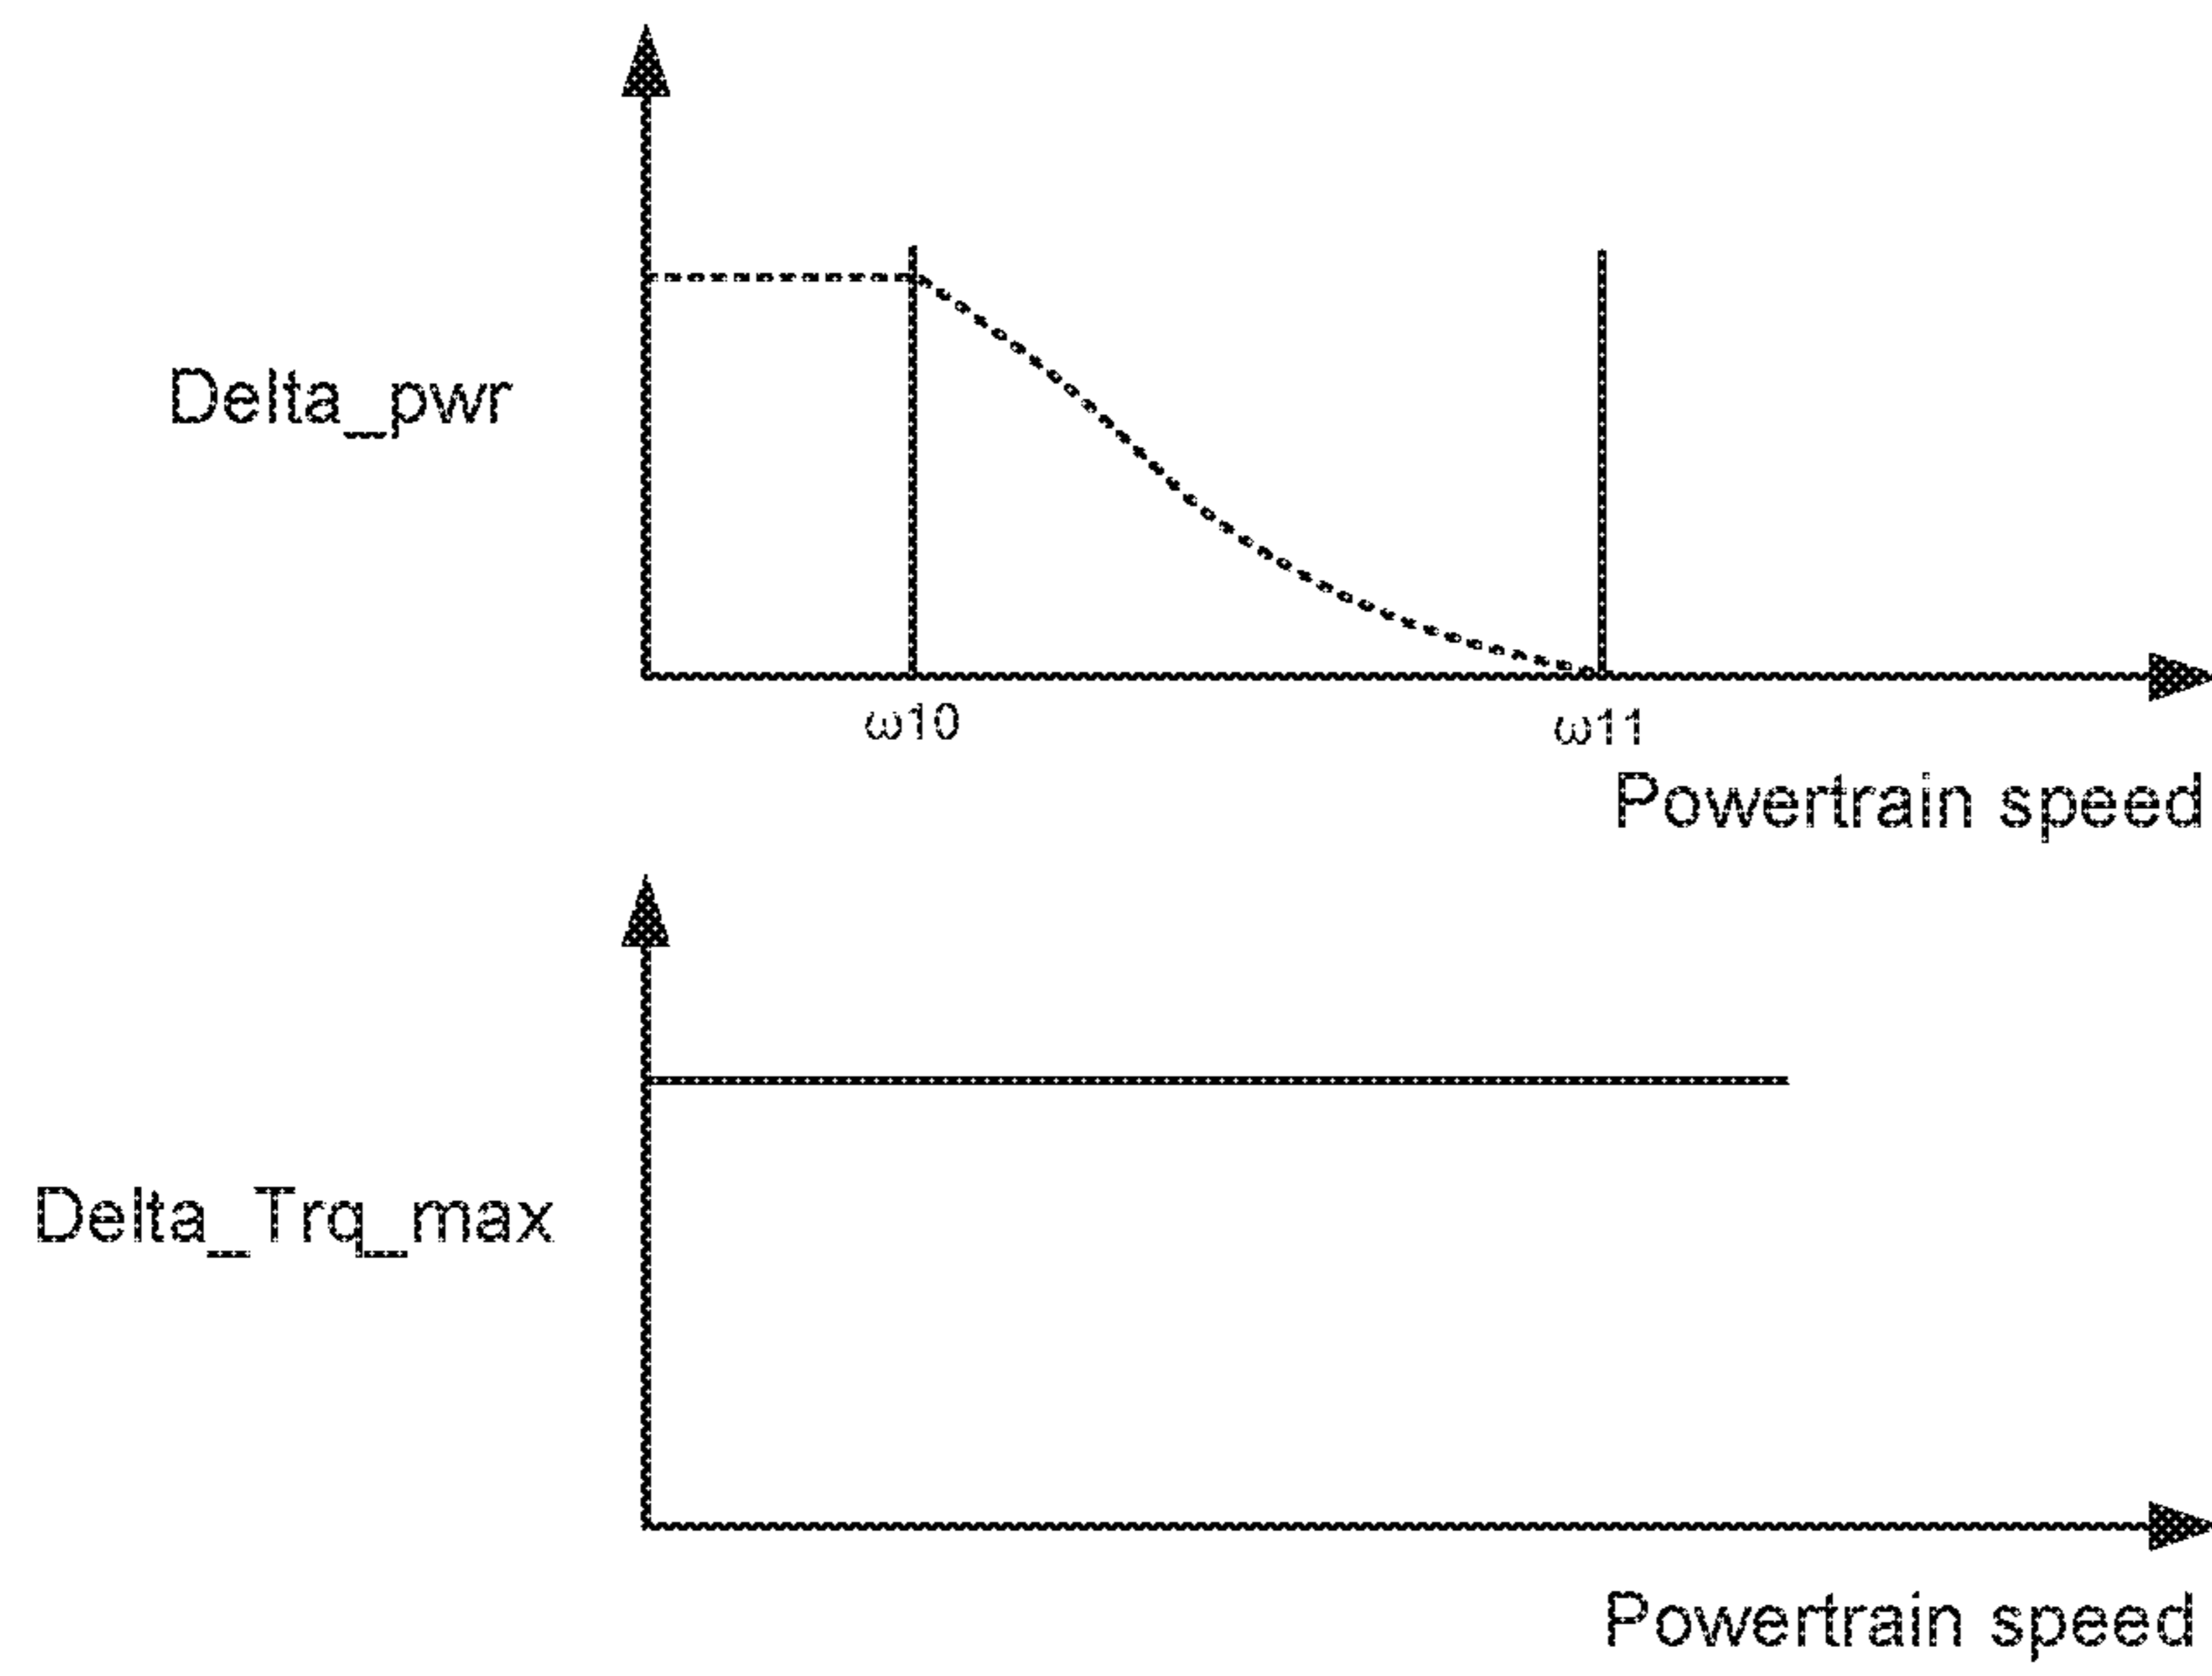 Delta_pwr
ω10
ω11
Powertrain speed
Delta_Trq_max
Powertrain speed